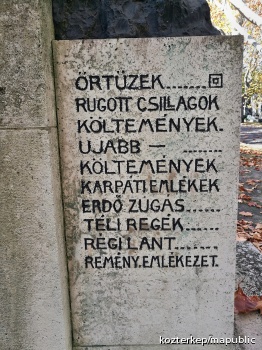 ŐRTÜZEK........
RUGOTT CSILLAGOK
KÖLTEMÉNYEK.
UJABB — .......
KÖLTEMÉNYEK
KÁRPÁTI EMLÉKEK
ERDŐ ZÚGÁS......
TÉLI REGÉK......
RÉGI LANT.......
REMÉNY, EMLÉKEZET.
kozterkep/mapublic